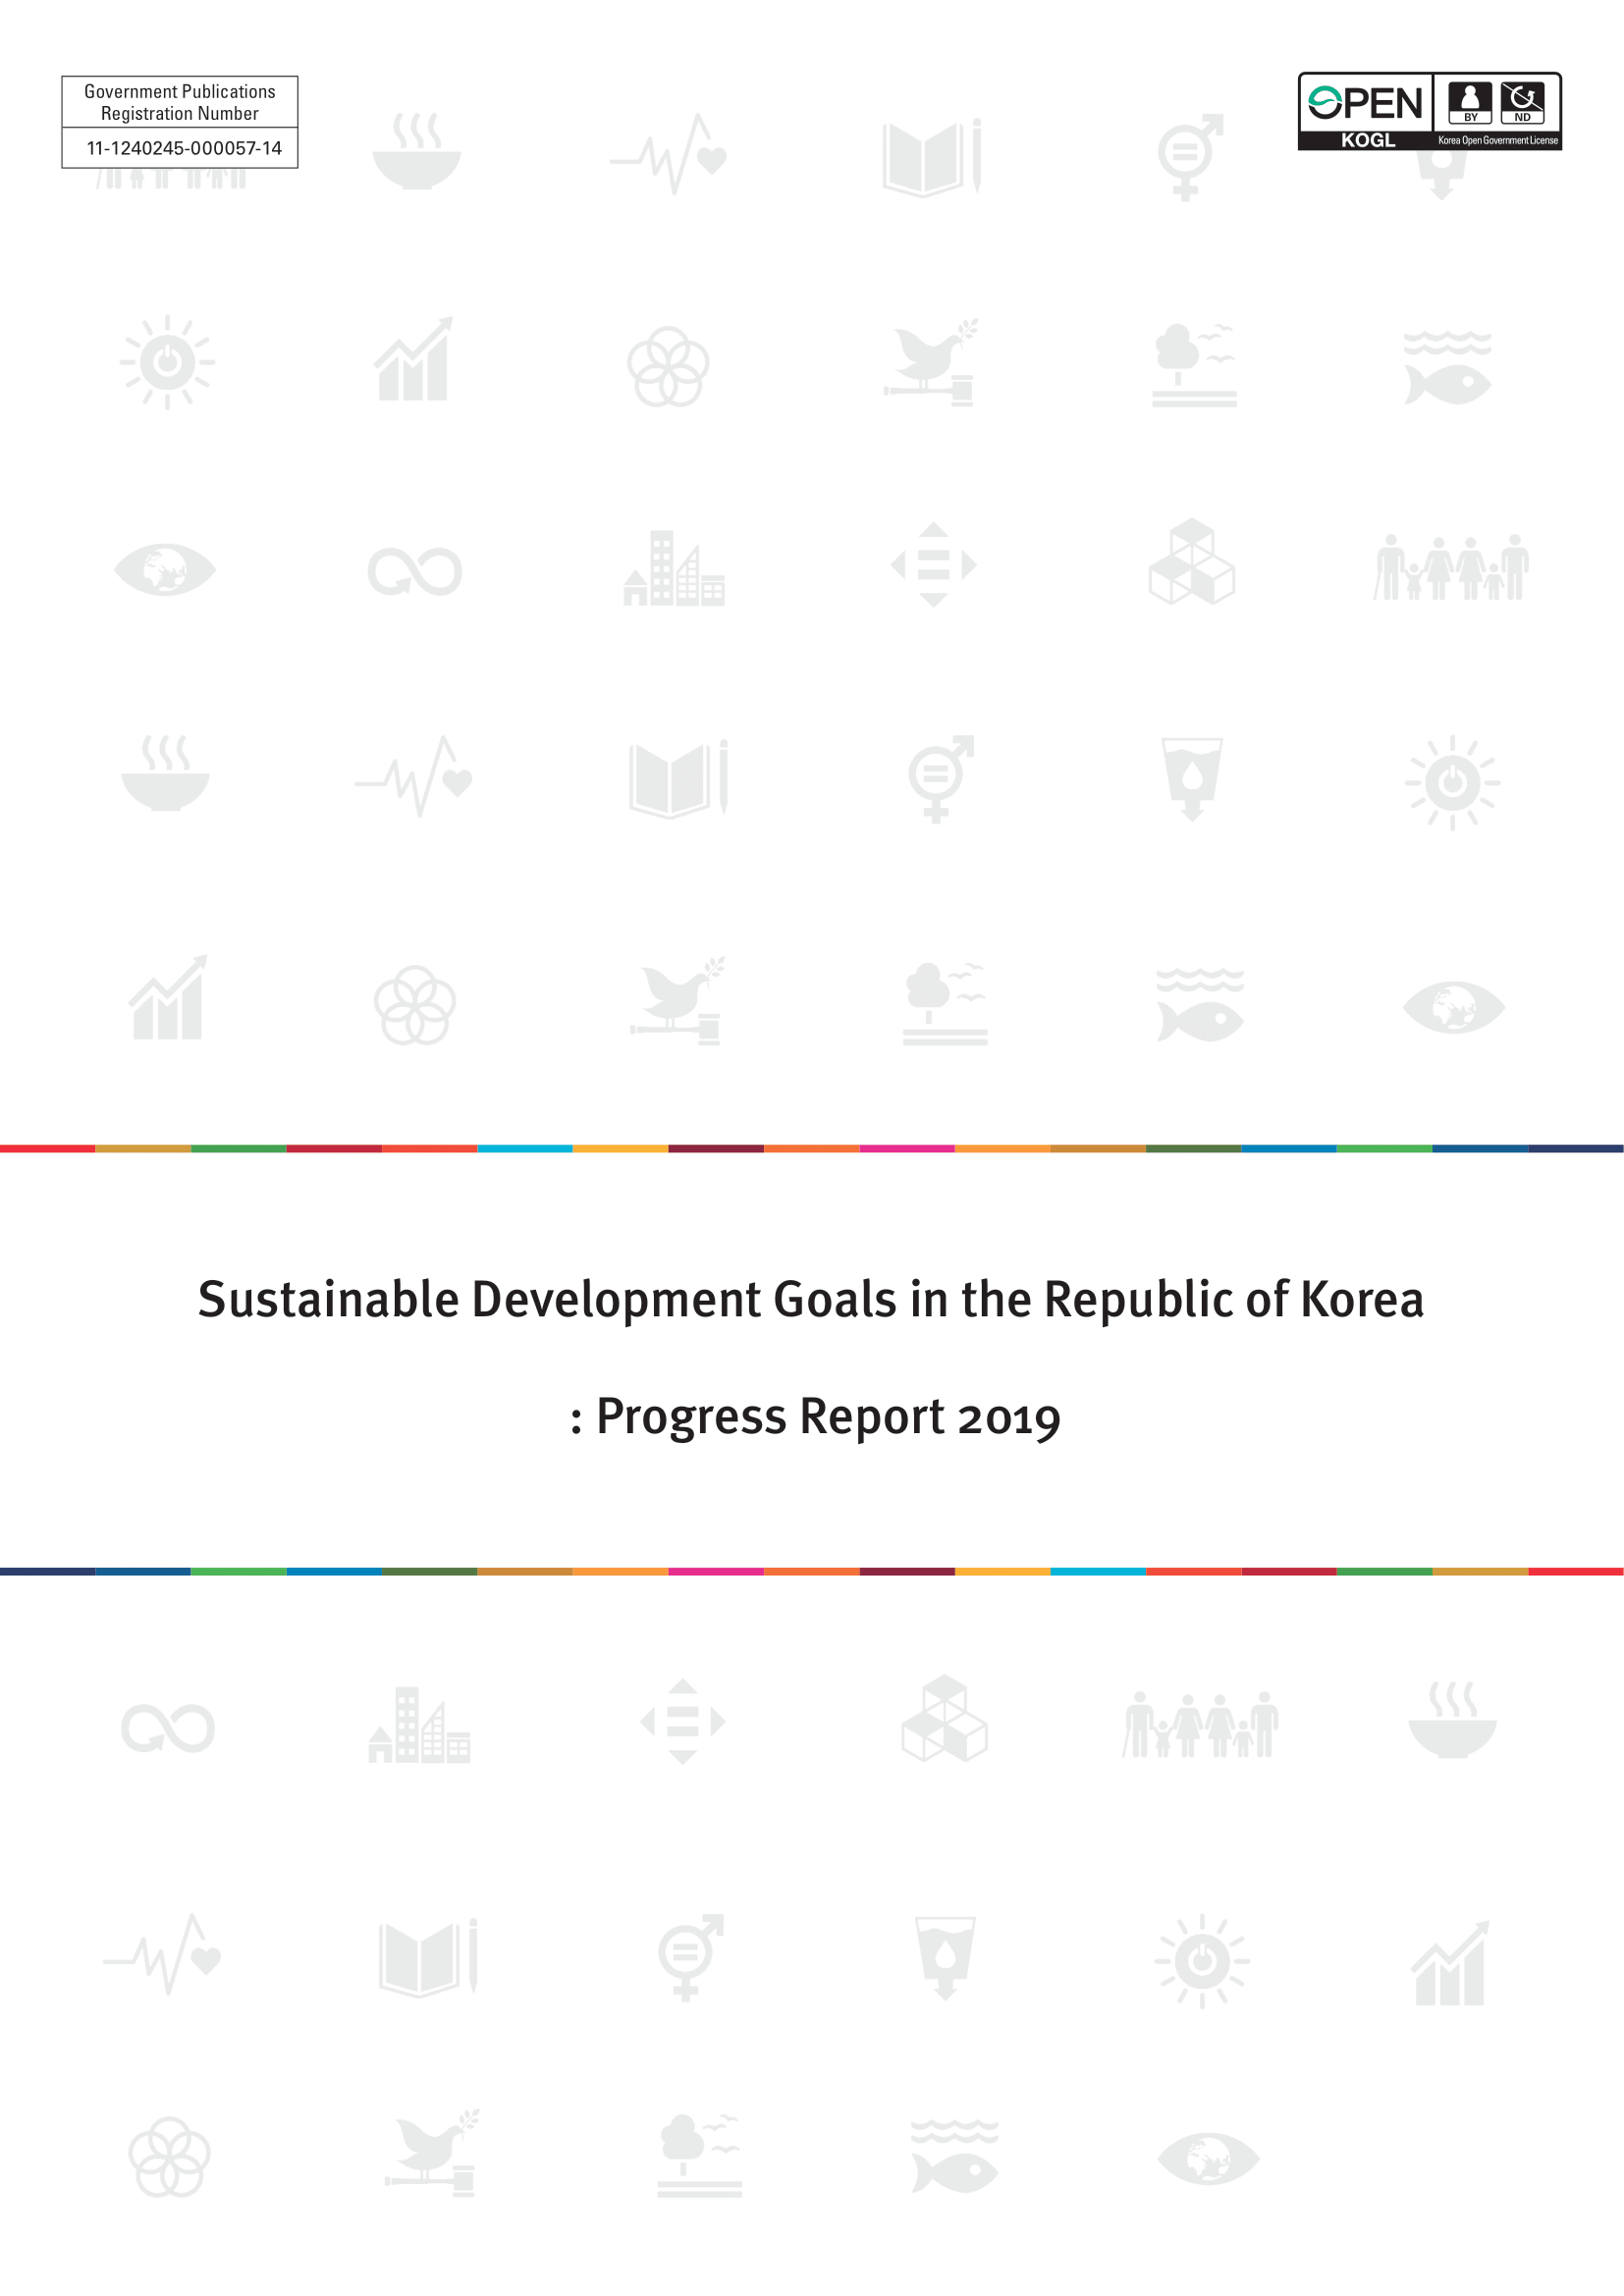 Government Publications
Registration Number
11-1240245-000057-14
OPEN
BY
ND
KOGL
Korea Open Government License
Sustainable Development Goals in the Republic of Korea
: Progress Report 2019